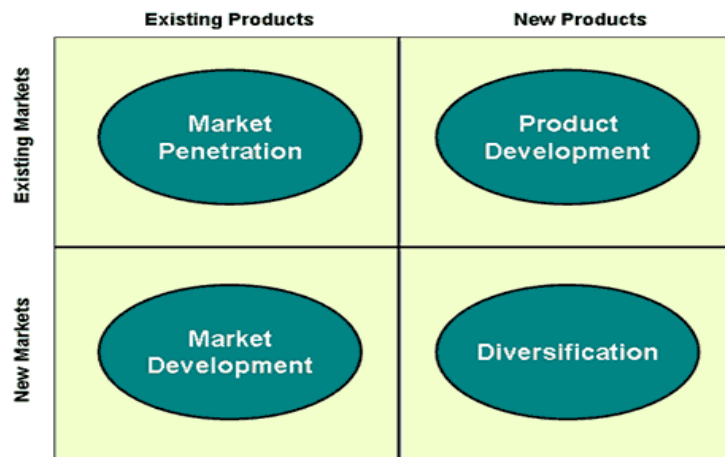 Existing Products
New Products
Existing Markets
Market
Penetration
Product
Development
New Markets
Market
Development
Diversification